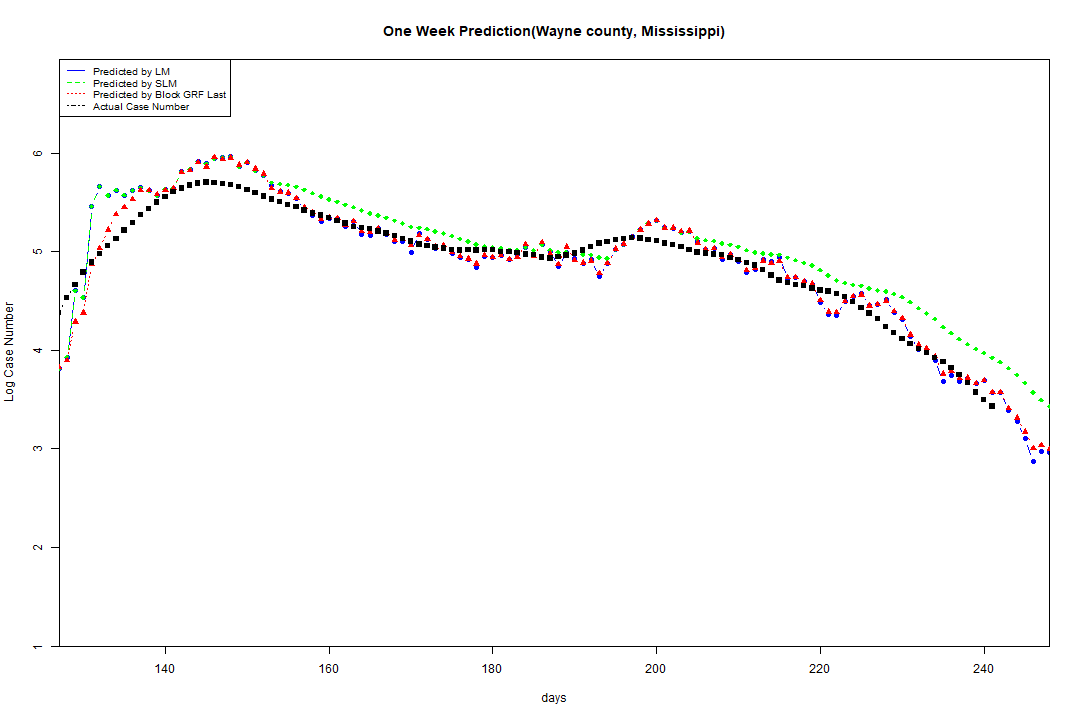 One Week Prediction(Wayne county, Mississippi)
Predicted by LM
Predicted by SLM
Predicted by Block GRF Last
Actual Case Number
Log Case Number
6
5
4
3
2
1
140 160 180 200 220 240
days